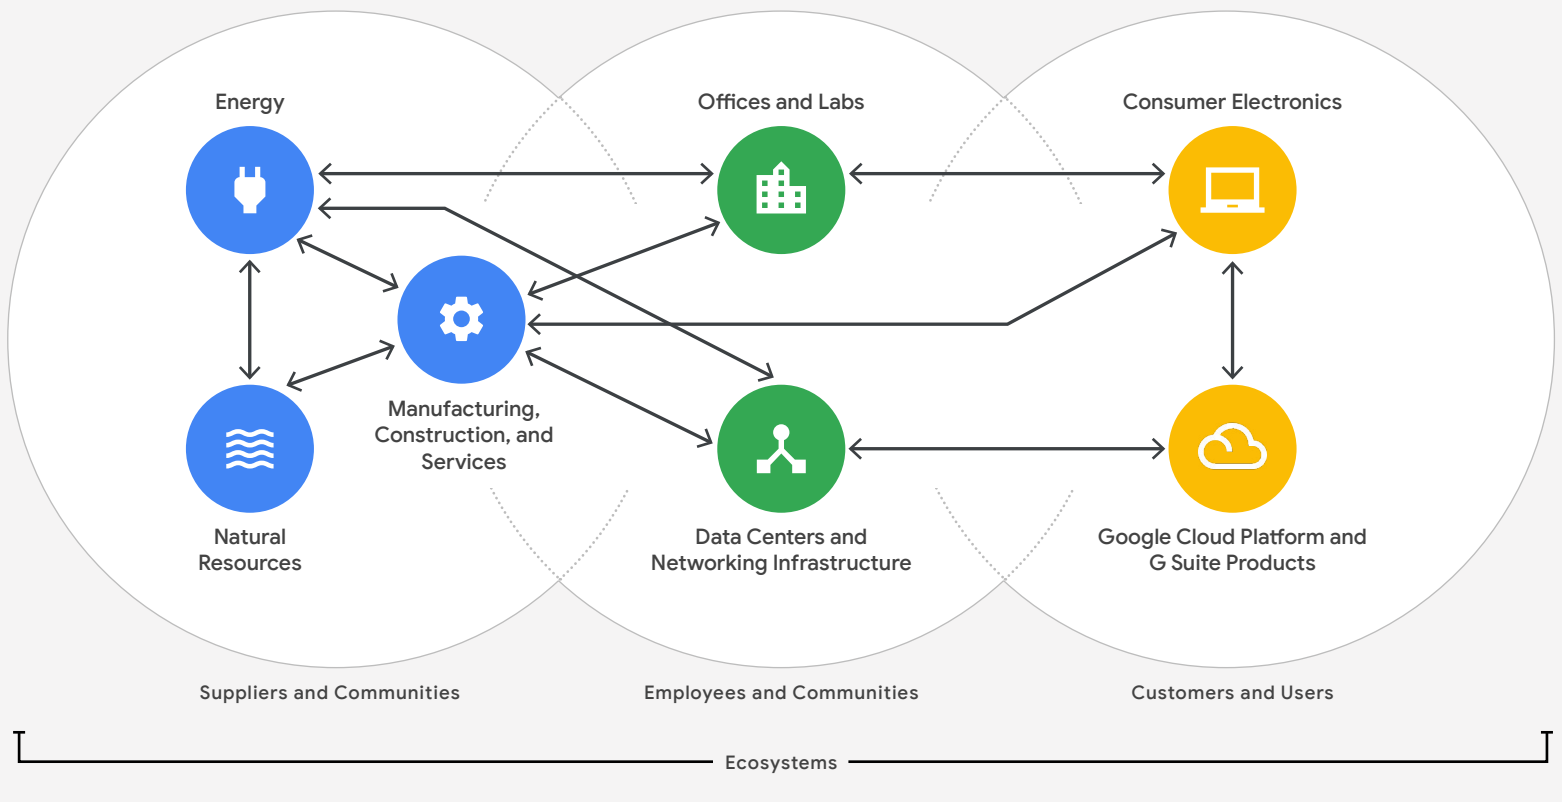 Energy
Offices and Labs
Consumer Electronics
Manufacturing,
Construction, and
Services
Natural
Resources
Data Centers and
Networking Infrastructure
Google Cloud Platform and
G Suite Products
Suppliers and Communities
Employees and Communities
Customers and Users
Ecosystems